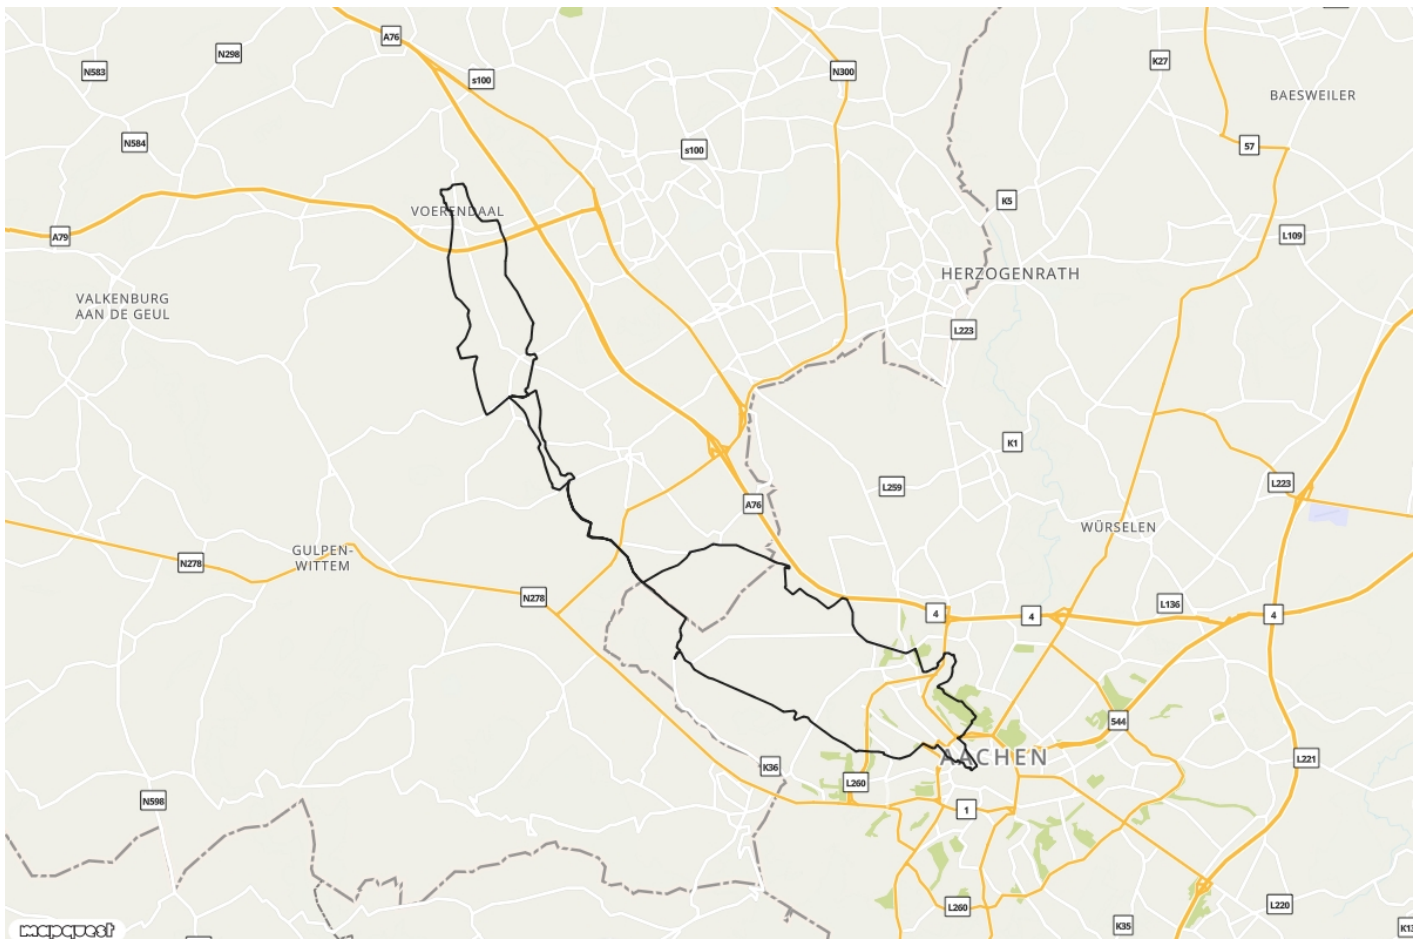 A76
N298
N583
s100
N300
K27
BAESWEILER
N584
s100
57
K5
VOERENDAAL
A79
L109
HERZOGENRATH
VALKENBURG
AAN DE GEUL
L223
K1
L259
L223
A76
WÜRSELEN
GULPEN-
WITTEM
N278
N278
L136
4
4
4
544
AACHEN
K36
L221
L260
N598
1
L260
L220
K35
mapquest